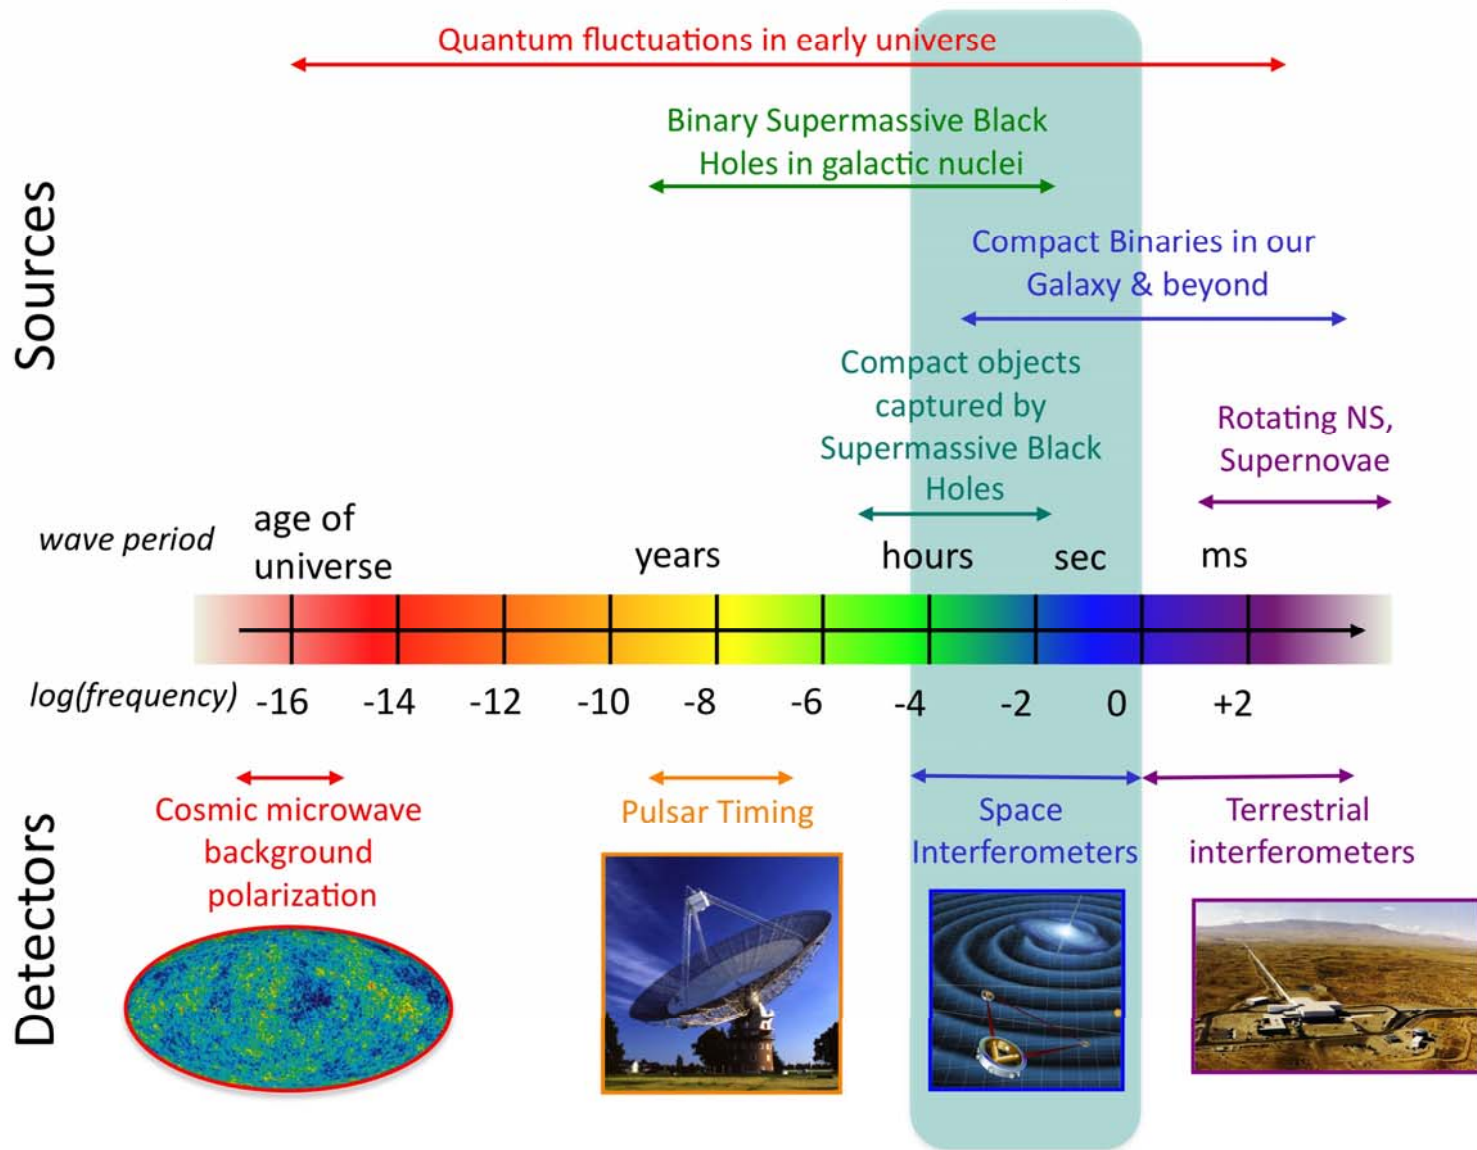 Quantum fluctuations in early universe
Binary Supermassive Black
Holes in galactic nuclei
Compact Binaries in our
Galaxy & beyond
Compact objects
captured by
Supermassive Black
Holes
Rotating NS,
Supernovae
Sources
wave period
age of
universe
years
hours
sec
ms
log(frequency)
-16 -14 -12 -10 -8 -6 -4 -2 0 +2
Detectors
Cosmic microwave
background
polarization
Pulsar Timing
Space
Interferometers
Terrestrial
interferometers